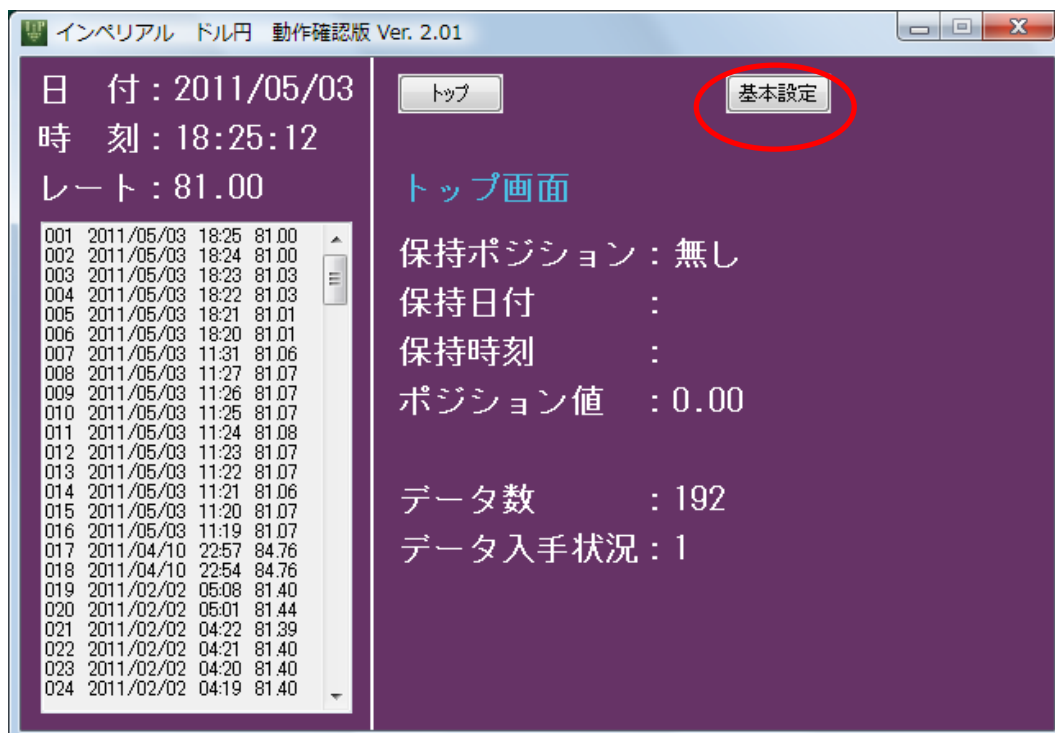 インペリアル ドル円 動作確認版 Ver. 2.01
日 付：2011/05/03
時 刻：18:25:12
レート：81.00
001 2011/05/03 18:25 81.00
002 2011/05/03 18:24 81.00
003 2011/05/03 18:23 81.03
004 2011/05/03 18:22 81.03
005 2011/05/03 18:21 81.01
006 2011/05/03 18:20 81.01
007 2011/05/03 11:31 81.06
008 2011/05/03 11:27 81.07
009 2011/05/03 11:26 81.07
010 2011/05/03 11:25 81.07
011 2011/05/03 11:24 81.08
012 2011/05/03 11:23 81.07
013 2011/05/03 11:22 81.07
014 2011/05/03 11:21 81.06
015 2011/05/03 11:20 81.07
016 2011/05/03 11:19 81.07
017 2011/04/10 22:57 84.76
018 2011/04/10 22:54 84.76
019 2011/02/02 05:08 81.40
020 2011/02/02 05:01 81.44
021 2011/02/02 04:22 81.39
022 2011/02/02 04:21 81.40
023 2011/02/02 04:20 81.40
024 2011/02/02 04:19 81.40
トップ 基本設定
トップ画面
保持ポジション：無し
保持日付 ：
保持時刻 ：
ポジション値 ：0.00
データ数 ：192
データ入手状況：1